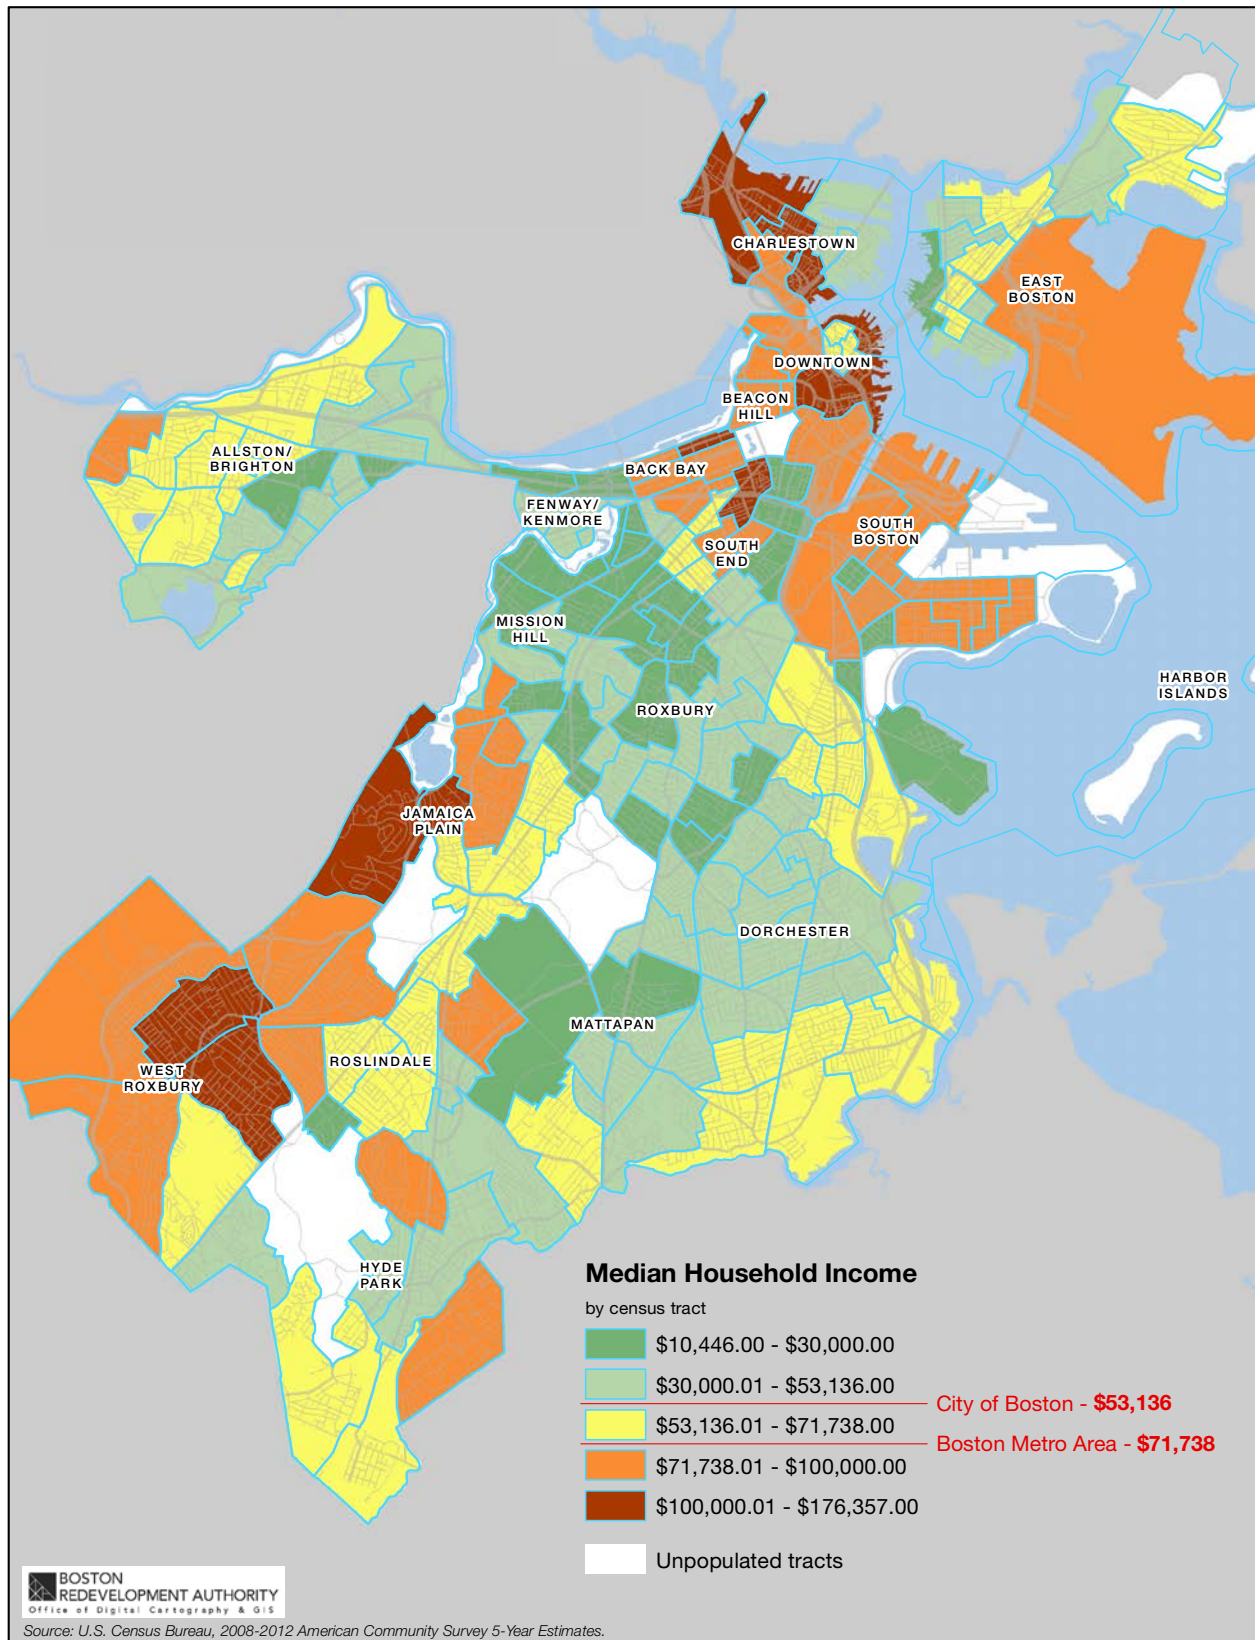 CHARLESTOWN
EAST
BOSTON
DOWNTOWN
BEACON
HILL
ALLSTON/
BRIGHTON
BACK BAY
FENWAY/
KENMORE
SOUTH
END
SOUTH
BOSTON
MISSION
HILL
HARBOR
ISLANDS
ROXBURY
JAMAICA
PLAIN
DORCHESTER
MATTAPAN
WEST
ROXBURY
ROSLINDALE
HYDE
PARK
Median Household Income
by census tract
$10,446.00 - $30,000.00
$30,000.01 - $53,136.00
City of Boston - $53,136
$53,136.01 - $71,738.00
Boston Metro Area - $71,738
$71,738.01 - $100,000.00
$100,000.01 - $176,357.00
Unpopulated tracts
BOSTON
REDEVELOPMENT AUTHORITY
Office of Digital Cartography & GIS
Source: U.S. Census Bureau, 2008-2012 American Community Survey 5-Year Estimates.